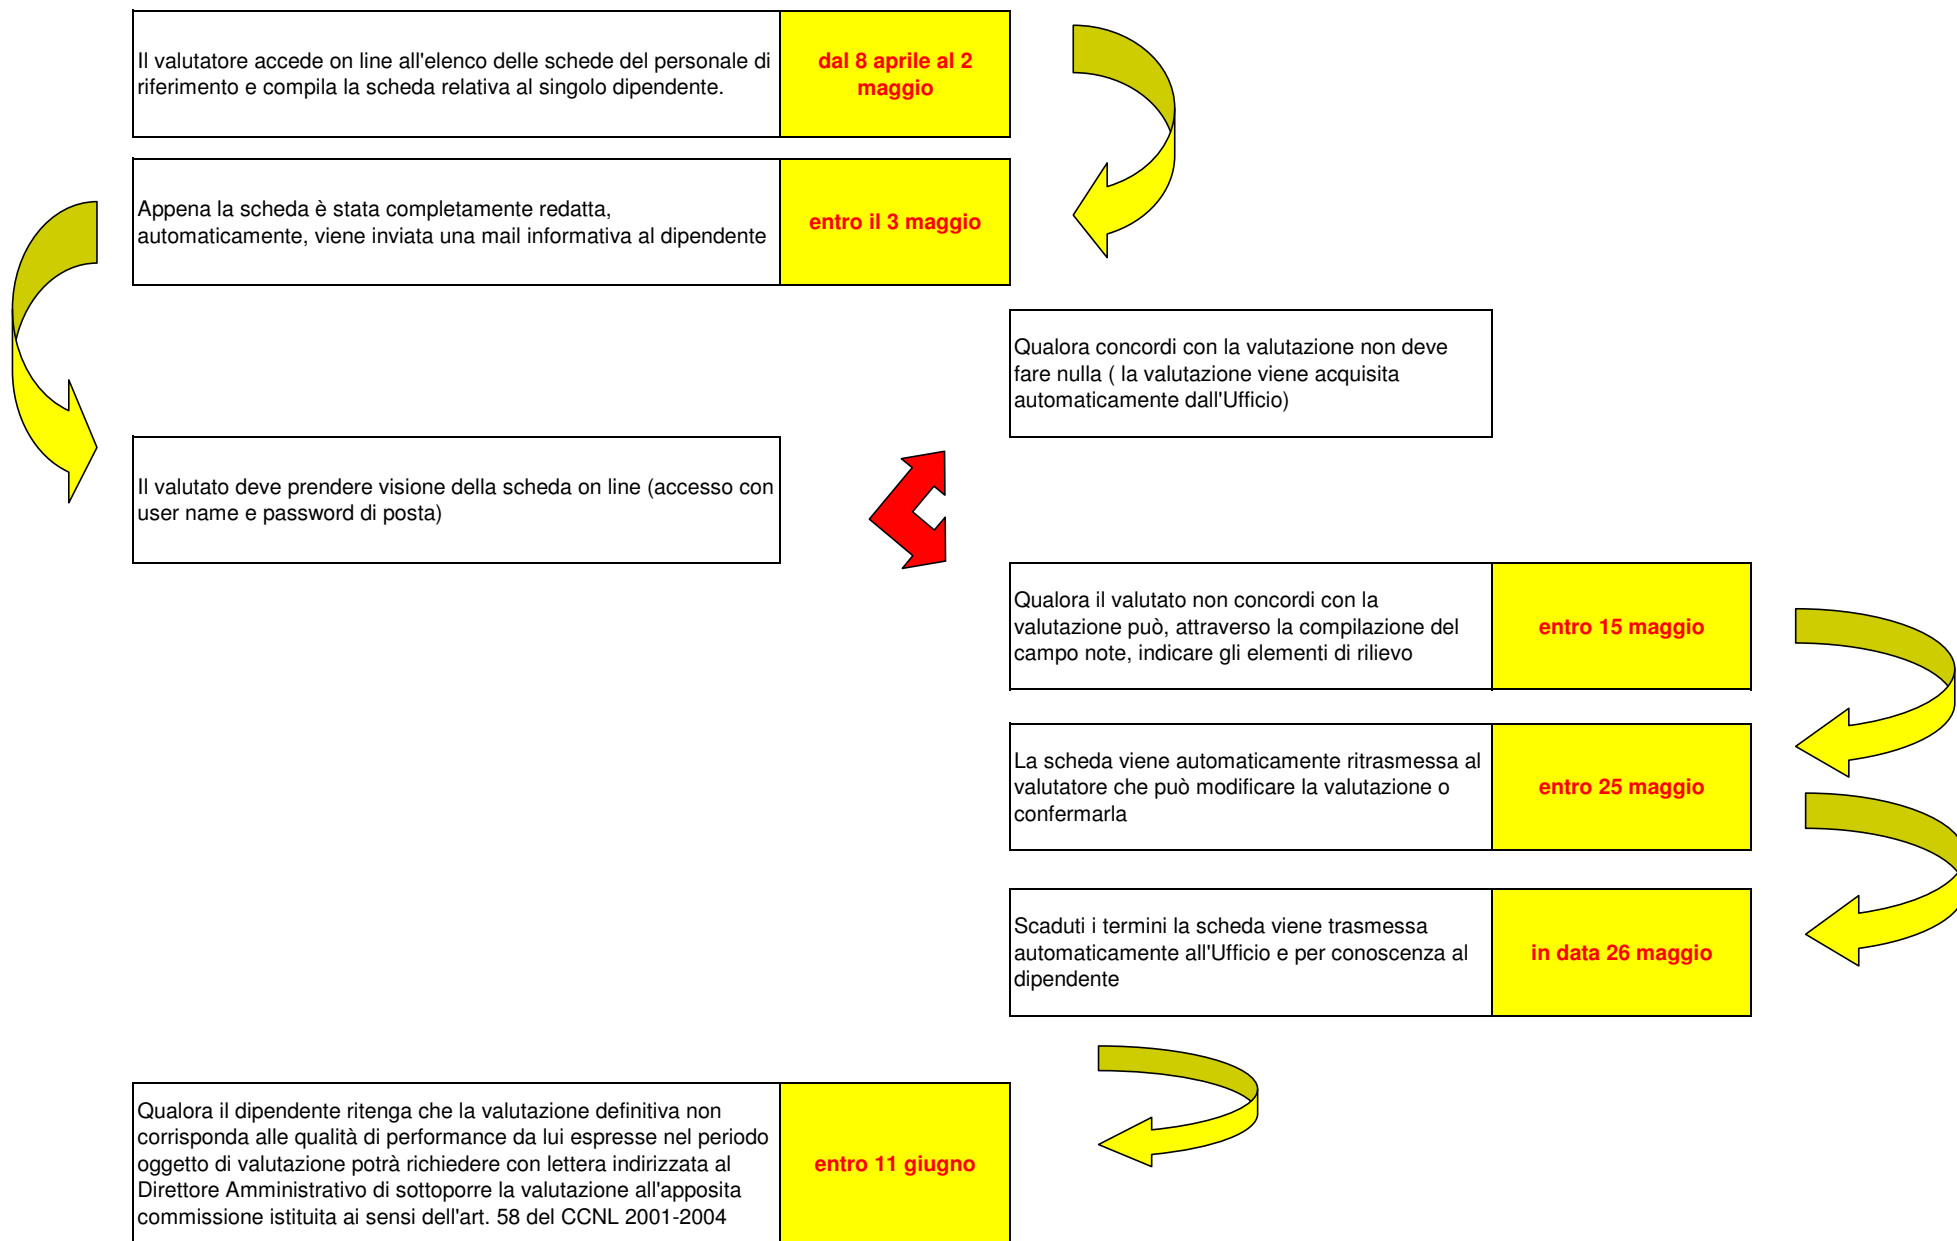 Il valutatore accede on line all'elenco delle schede del personale di
riferimento e compila la scheda relativa al singolo dipendente.
dal 8 aprile al 2
maggio
Appena la scheda è stata completamente redatta,
automaticamente, viene inviata una mail informativa al dipendente
entro il 3 maggio
Qualora concordi con la valutazione non deve
fare nulla ( la valutazione viene acquisita
automaticamente dall'Ufficio)
Il valutato deve prendere visione della scheda on line (accesso con
user name e password di posta)
Qualora il valutato non concordi con la
valutazione può, attraverso la compilazione del
campo note, indicare gli elementi di rilievo
entro 15 maggio
La scheda viene automaticamente ritrasmessa al
valutatore che può modificare la valutazione o
confermarla
entro 25 maggio
Scaduti i termini la scheda viene trasmessa
automaticamente all'Ufficio e per conoscenza al
dipendente
in data 26 maggio
Qualora il dipendente ritenga che la valutazione definitiva non
corrisponda alle qualità di performance da lui espresse nel periodo
oggetto di valutazione potrà richiedere con lettera indirizzata al
Direttore Amministrativo di sottoporre la valutazione all'apposita
commissione istituita ai sensi dell'art. 58 del CCNL 2001-2004
entro 11 giugno